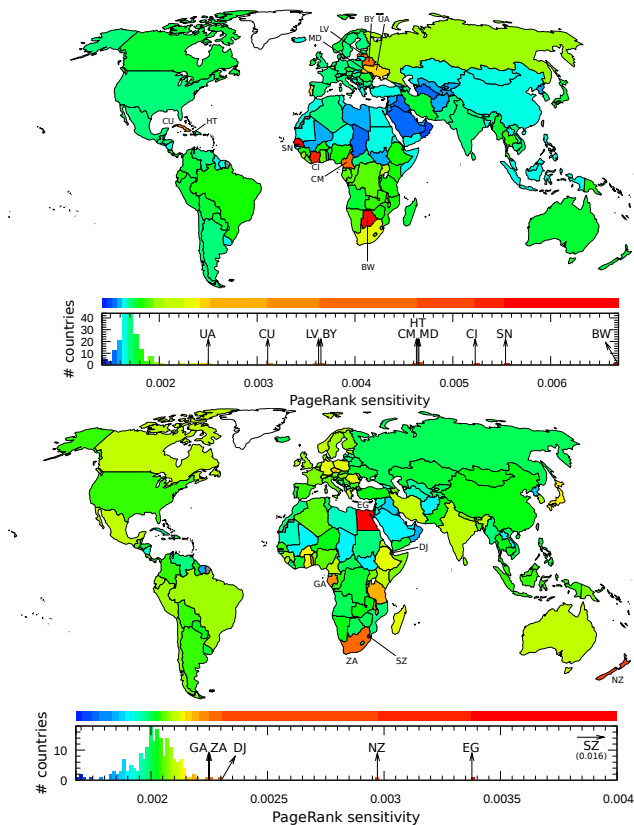 LV
BY UA
MD
CU
HT
SN
CI
CM
BW
# countries
40
30
20
10
0
HT
UA CU LV BY CM MD CI SN BW
0.002 0.003 0.004 0.005 0.006
PageRank sensitivity
EG
DJ
GA
ZA
SZ
NZ
# countries
10
0
GA ZA DJ NZ EG SZ
(0.016)
0.002 0.0025 0.003 0.0035 0.004
PageRank sensitivity